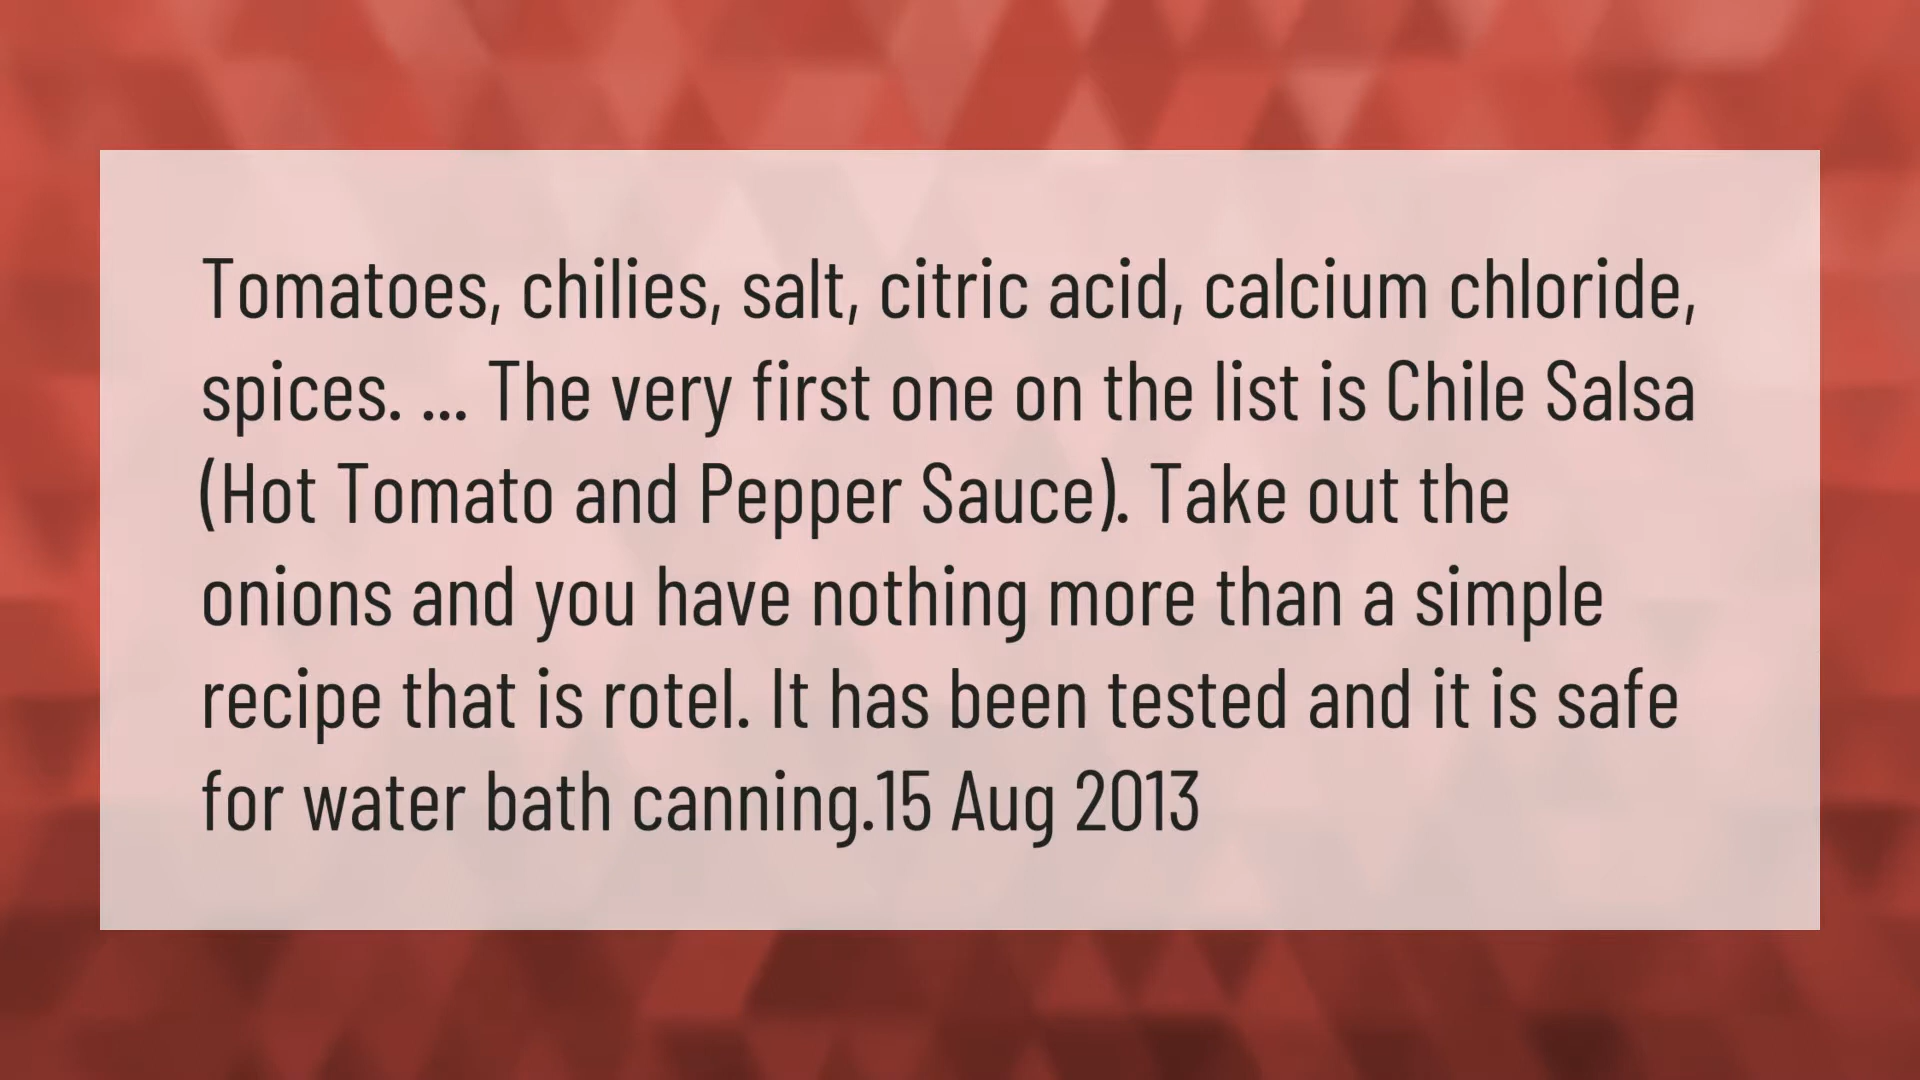 Tomatoes, chilies, salt, citric acid, calcium chloride,
spices. ... The very first one on the list is Chile Salsa
(Hot Tomato and Pepper Sauce). Take out the
onions and you have nothing more than a simple
recipe that is rotel. It has been tested and it is safe
for water bath canning.15 Aug 2013